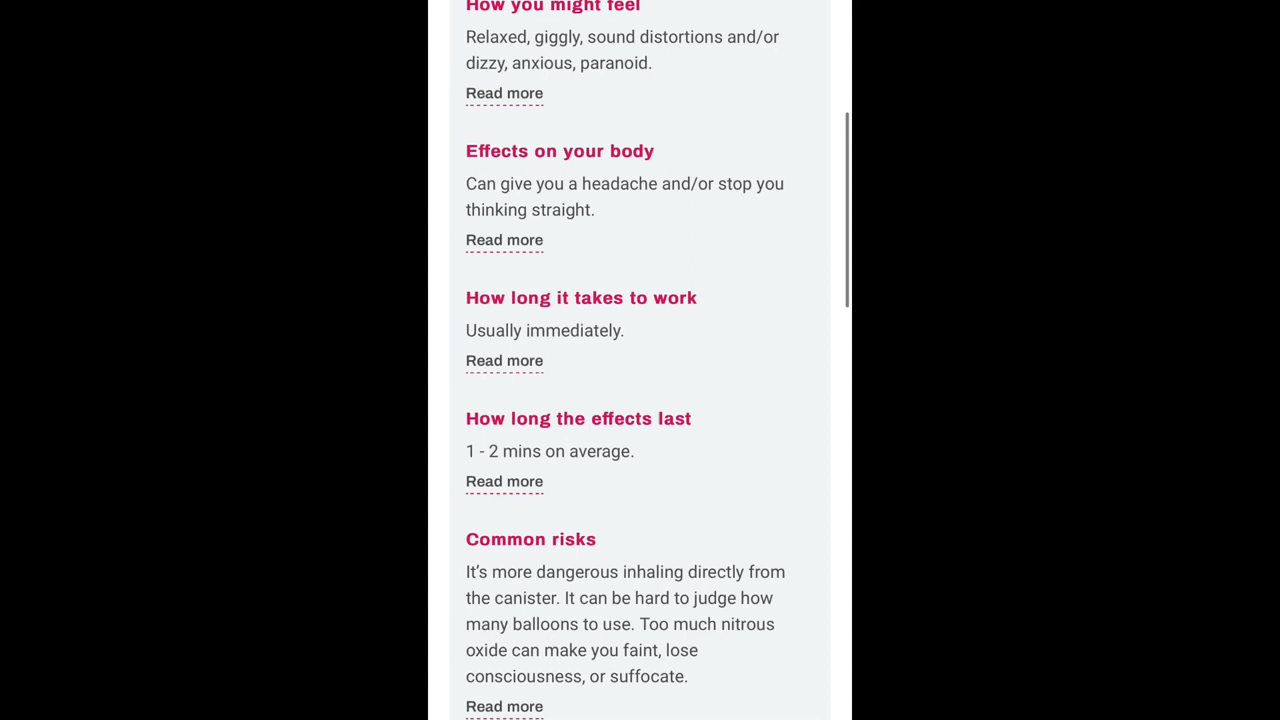 How you might feel
Relaxed, giggly, sound distortions and/or
dizzy, anxious, paranoid.
Read more
Effects on your body
Can give you a headache and/or stop you
thinking straight.
Read more
How long it takes to work
Usually immediately.
Read more
How long the effects last
1 - 2 mins on average.
Read more
Common risks
It’s more dangerous inhaling directly from
the canister. It can be hard to judge how
many balloons to use. Too much nitrous
oxide can make you faint, lose
consciousness, or suffocate.
Read more